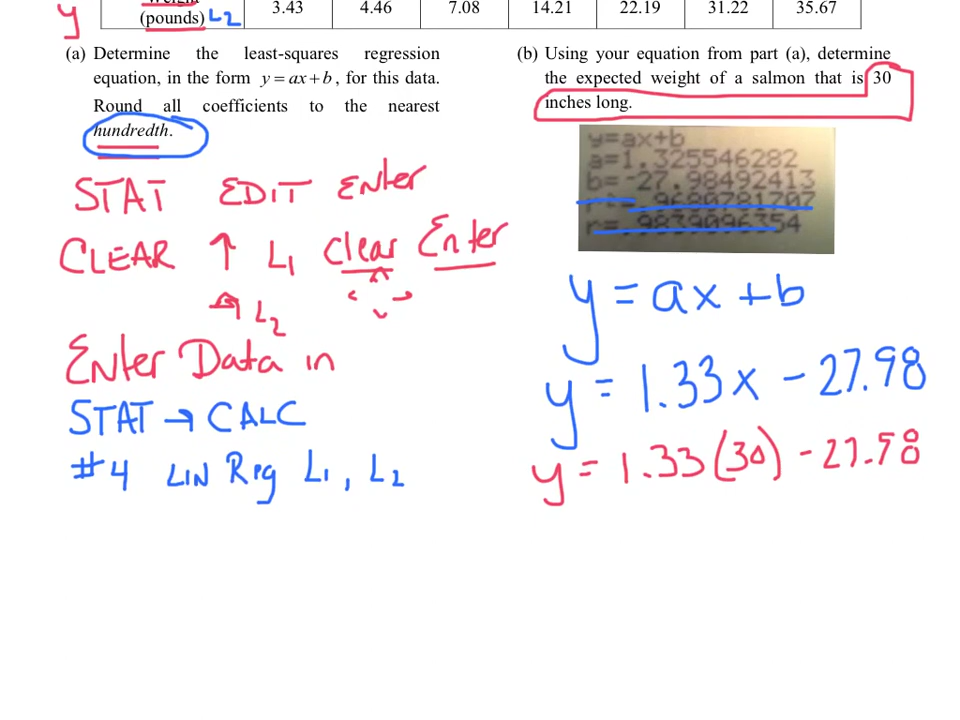 y Weight 3.43 4.46 7.08 14.21 22.19 31.22 35.67
(pounds) L2
(a) Determine the least-squares regression
equation, in the form y = ax + b, for this data.
Round all coefficients to the nearest
hundredth.
STAT EDIT Enter
CLEAR ↑ L1 Clear Enter
L2
Enter Data in
STAT → CALC
#4 LIN Reg L1, L2
(b) Using your equation from part (a), determine
the expected weight of a salmon that is 30
inches long.
y=ax+b
a=1.325546282
b=-27.98492413
r²=.9680781707
r=.9839096354
y = ax + b
y = 1.33x - 27.98
y = 1.33(30) - 27.98